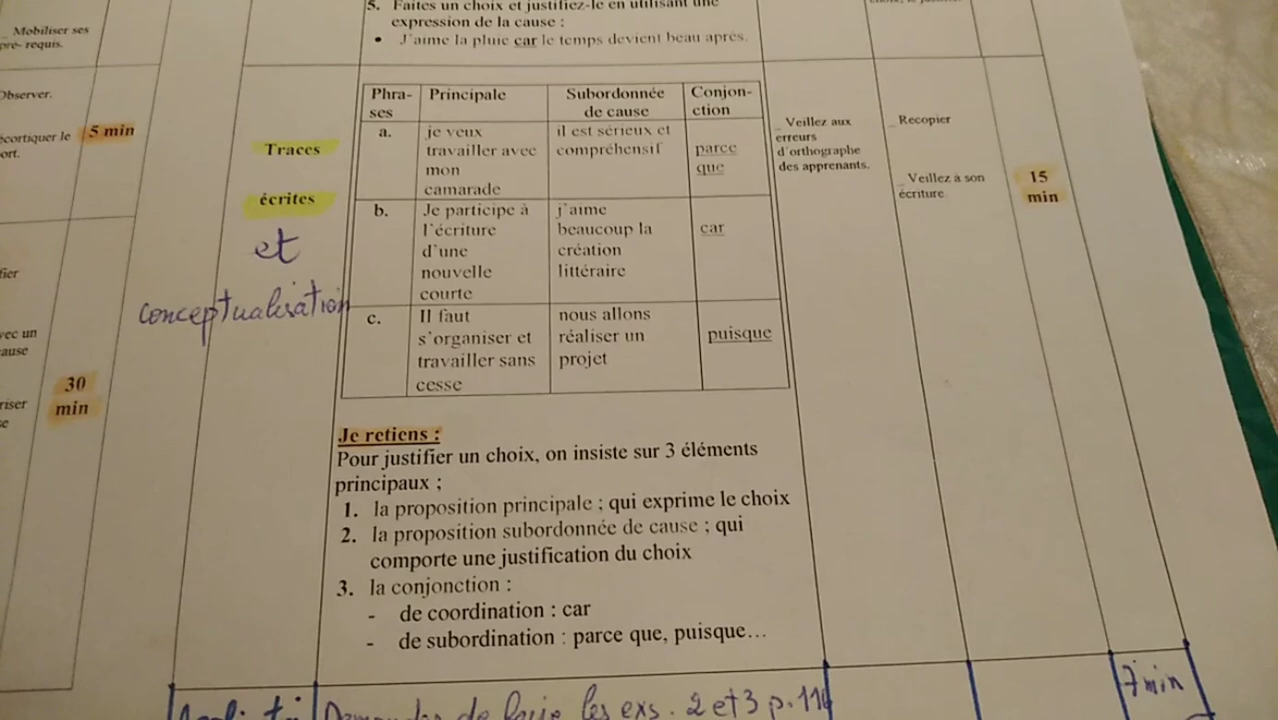 5. Faites un choix et justifiez-le en utilisant une
expression de la cause :
• J'aime la pluie car le temps devient beau après.
_ Mobiliser ses
pré- requis.
Observer.
5 min
30
min
Traces
écrites
et
conceptualisation
Phra-
ses
Principale
Subordonnée
de cause
Conjon-
ction
a.
je veux
travailler avec
mon
camarade
il est sérieux et
compréhensif
parce
que
b.
Je participe à
l'écriture
d'une
nouvelle
courte
j'aime
beaucoup la
création
littéraire
car
c.
Il faut
s'organiser et
travailler sans
cesse
nous allons
réaliser un
projet
puisque
Je retiens :
Pour justifier un choix, on insiste sur 3 éléments
principaux ;
1. la proposition principale ; qui exprime le choix
2. la proposition subordonnée de cause ; qui
comporte une justification du choix
3. la conjonction :
- de coordination : car
- de subordination : parce que, puisque…
_ Veillez aux
erreurs
d'orthographe
des apprenants.
_ Recopier
_ Veillez à son
écriture
15
min
Demander de faire les exs. 2 et 3 p.
7 min